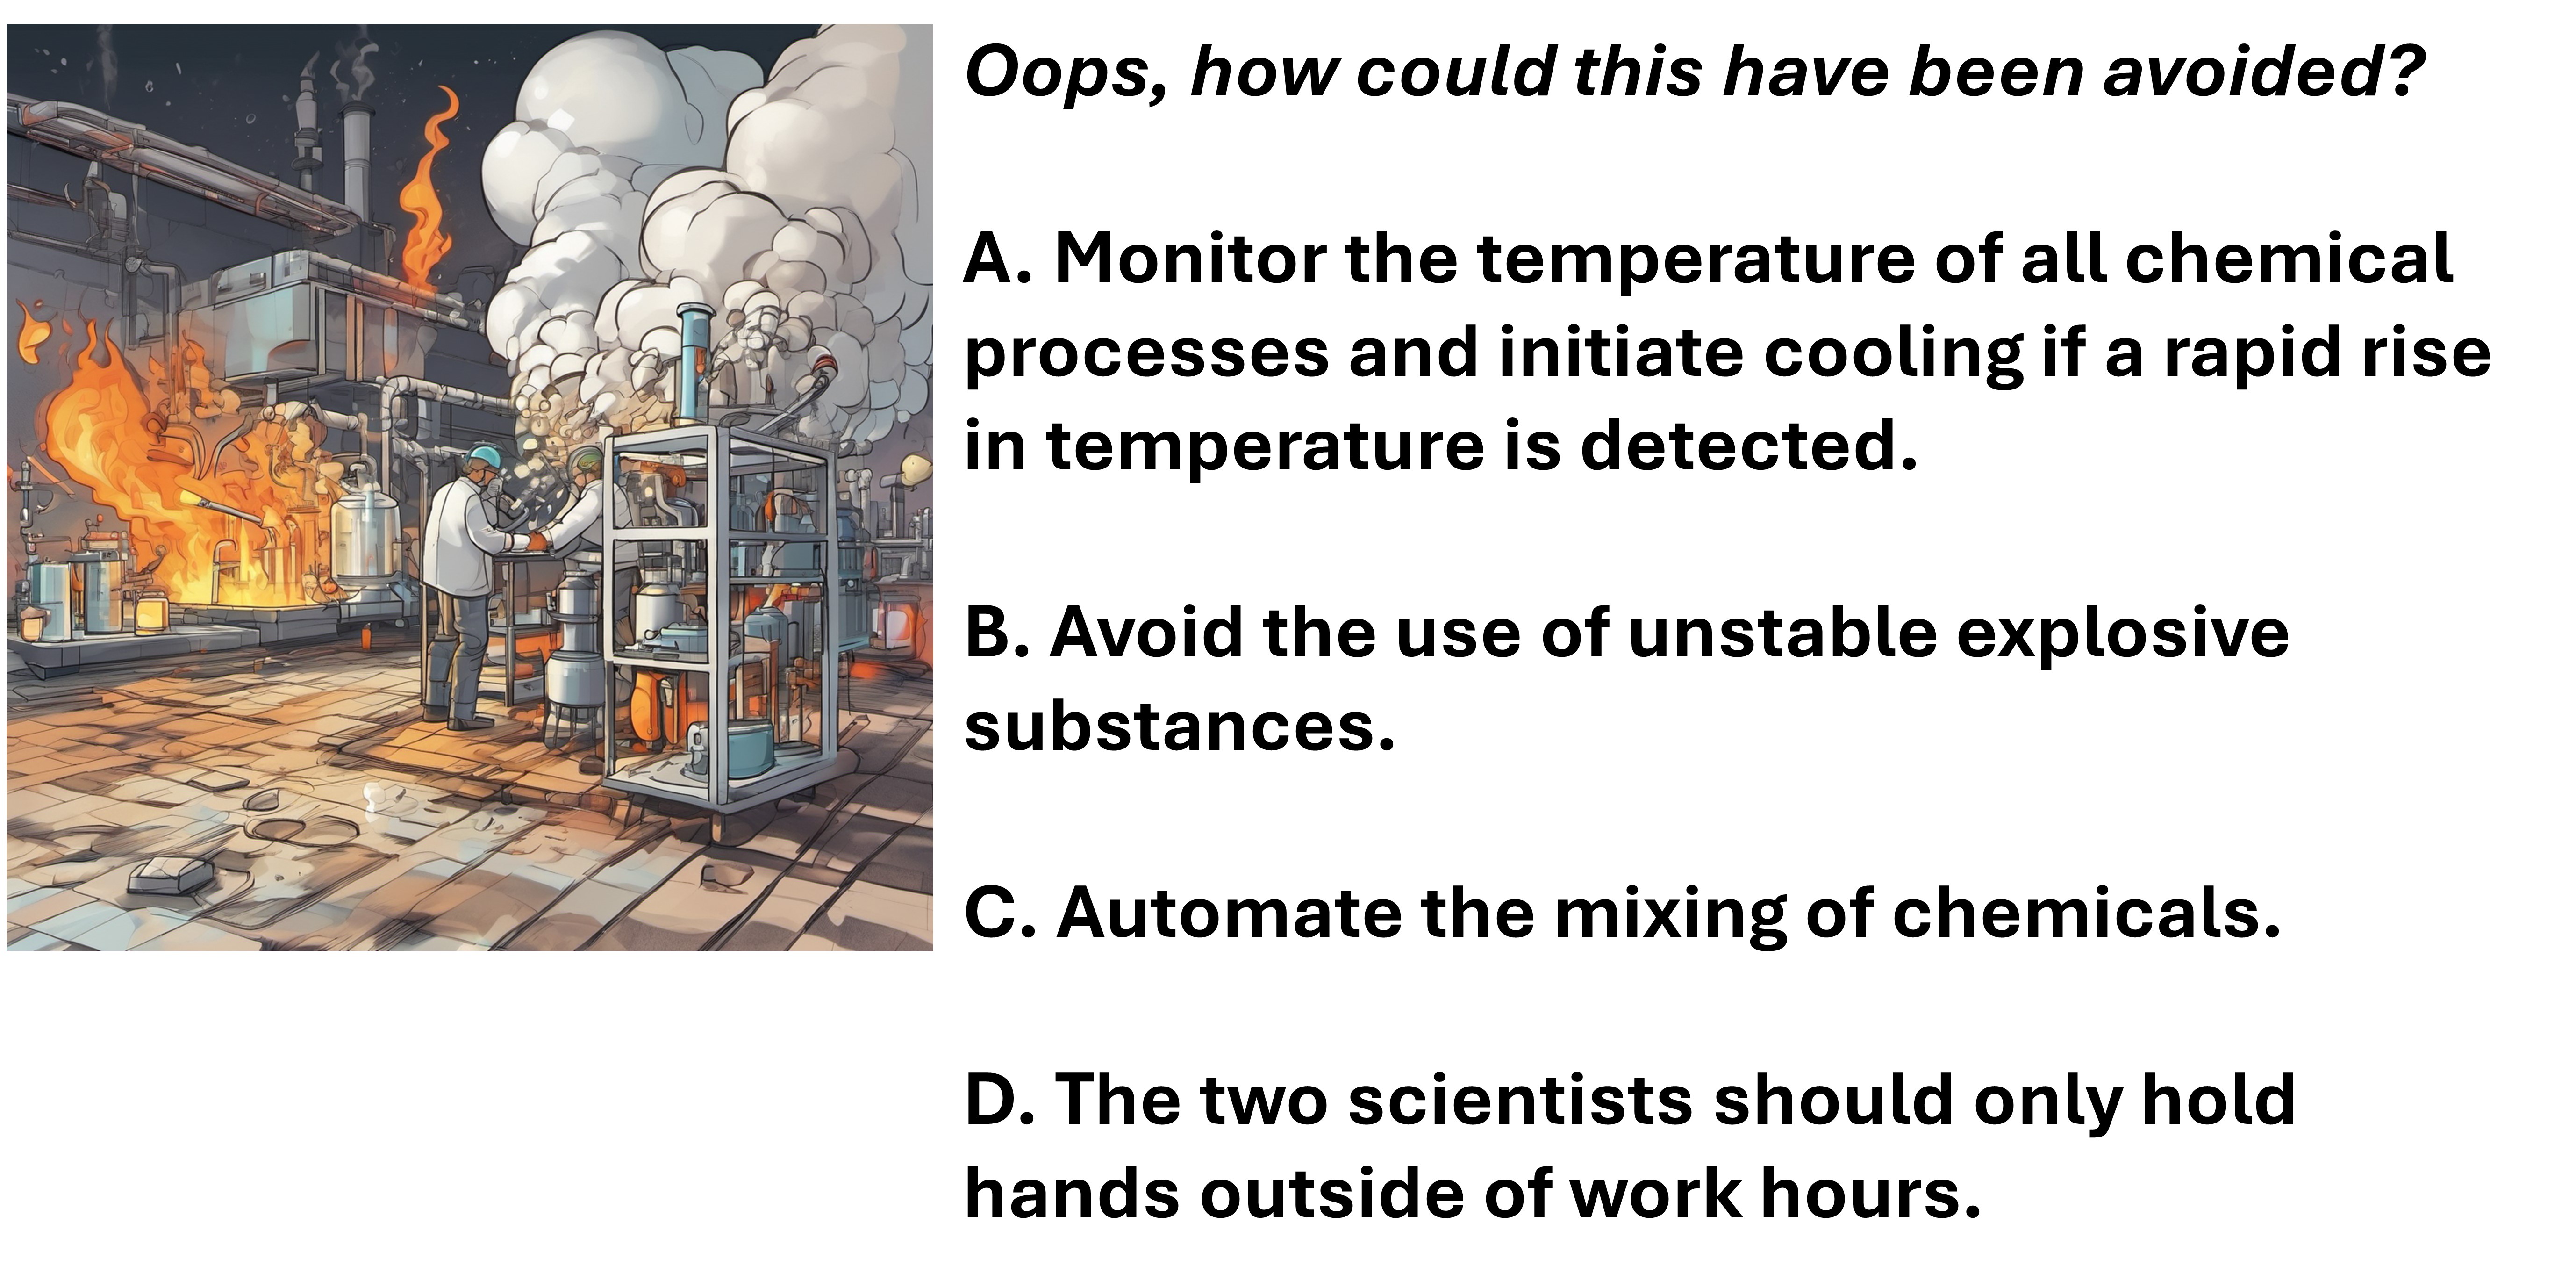 Oops, how could this have been avoided?
A. Monitor the temperature of all chemical
processes and initiate cooling if a rapid rise
in temperature is detected.
B. Avoid the use of unstable explosive
substances.
C. Automate the mixing of chemicals.
D. The two scientists should only hold
hands outside of work hours.